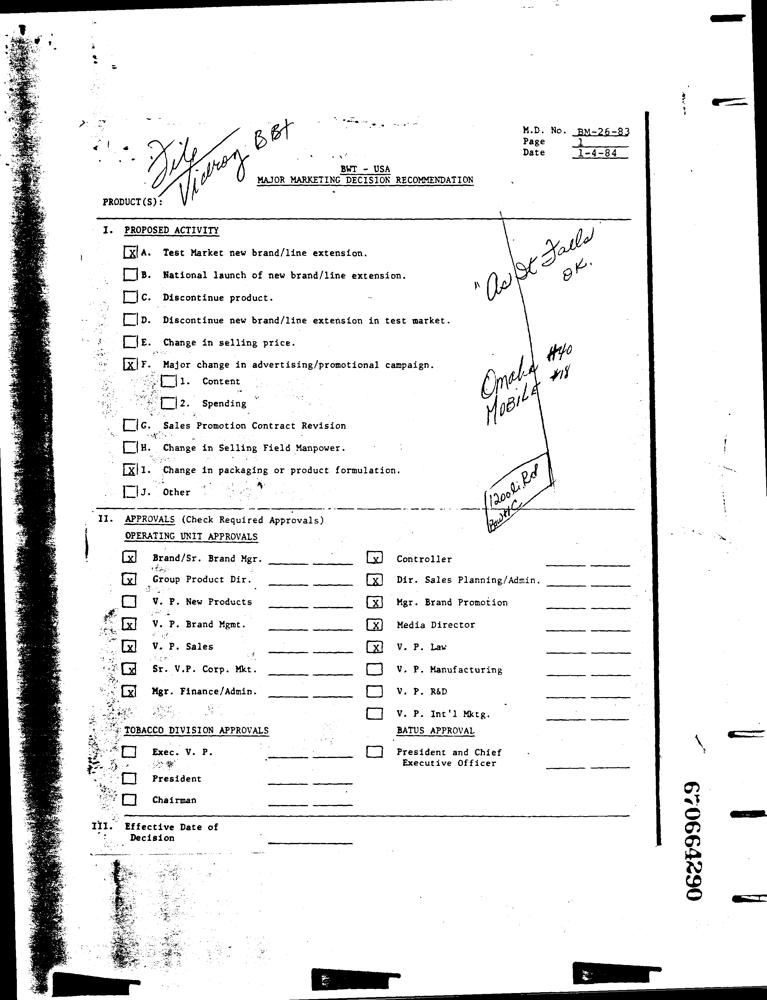 File
Viceroy BBt
M.D. No. BM-26-83
Page 1
Date 1-4-84
BWT - USA
MAJOR MARKETING DECISION RECOMMENDATION
PRODUCT(S):
I. PROPOSED ACTIVITY
X A. Test Market new brand/line extension.
B. National launch of new brand/line extension.
C. Discontinue product.
D. Discontinue new brand/line extension in test market.
E. Change in selling price.
X F. Major change in advertising/promotional campaign.
1. Content
2. Spending
G. Sales Promotion Contract Revision
H. Change in Selling Field Manpower.
X I. Change in packaging or product formulation.
J. Other
" As It Falls
OK.
Omaha #40
MOBILE #18
II. APPROVALS (Check Required Approvals)
OPERATING UNIT APPROVALS
X Brand/Sr. Brand Mgr.
X Group Product Dir.
V. P. New Products
X V. P. Brand Mgmt.
X V. P. Sales
X Sr. V.P. Corp. Mkt.
X Mgr. Finance/Admin.
X Controller
X Dir. Sales Planning/Admin.
X Mgr. Brand Promotion
X Media Director
X V. P. Law
V. P. Manufacturing
V. P. R&D
V. P. Int'l Mktg.
TOBACCO DIVISION APPROVALS
Exec. V. P.
President
Chairman
BATUS APPROVAL
President and Chief
Executive Officer
III. Effective Date of
Decision
670664290